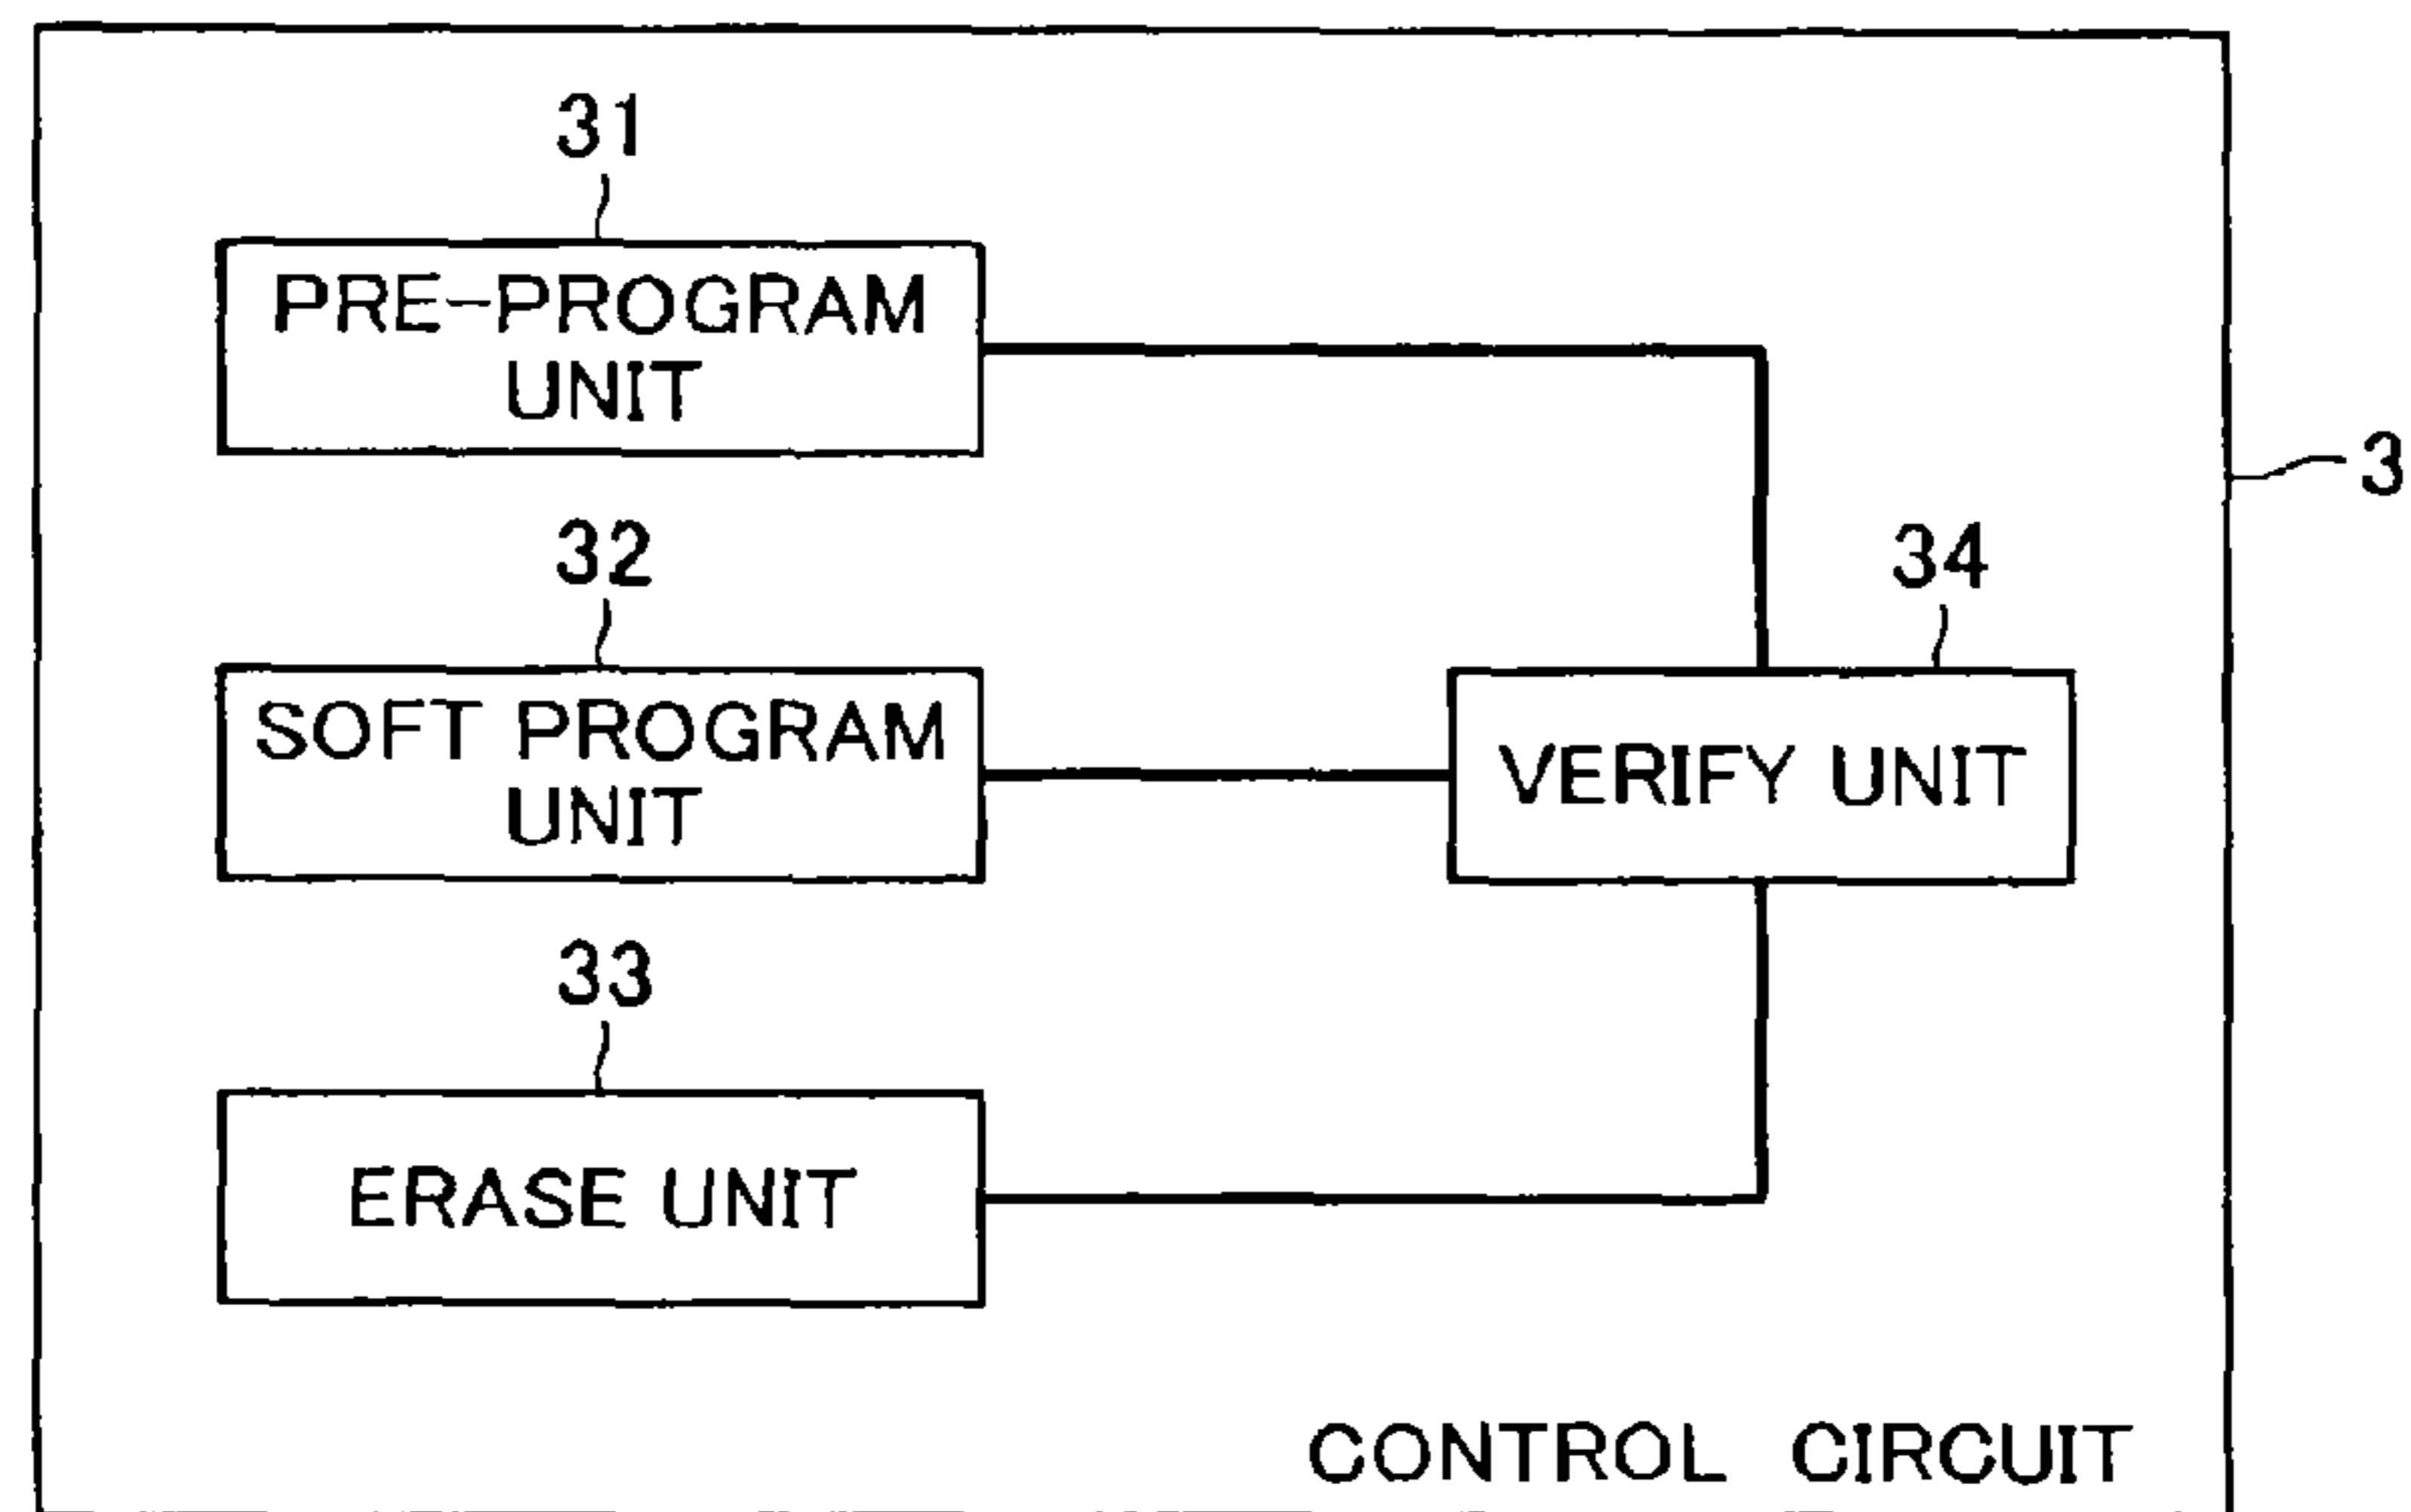 31
PRE-PROGRAM
UNIT
3
32
34
SOFT PROGRAM
UNIT
VERIFY UNIT
33
ERASE UNIT
CONTROL CIRCUIT